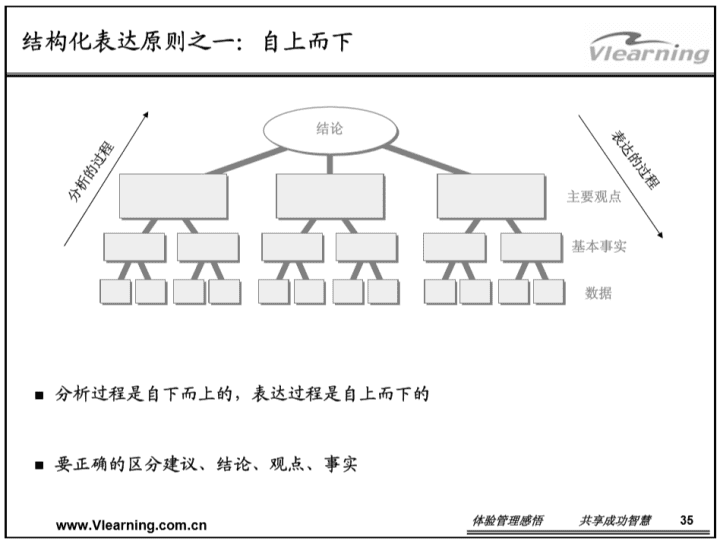 结构化表达原则之一：自上而下
Vlearning
结论
分析的过程
表达的过程
主要观点
基本事实
数据
■ 分析过程是自下而上的，表达过程是自上而下的
■ 要正确的区分建议、结论、观点、事实
www.Vlearning.com.cn
体验管理感悟 共享成功智慧 35